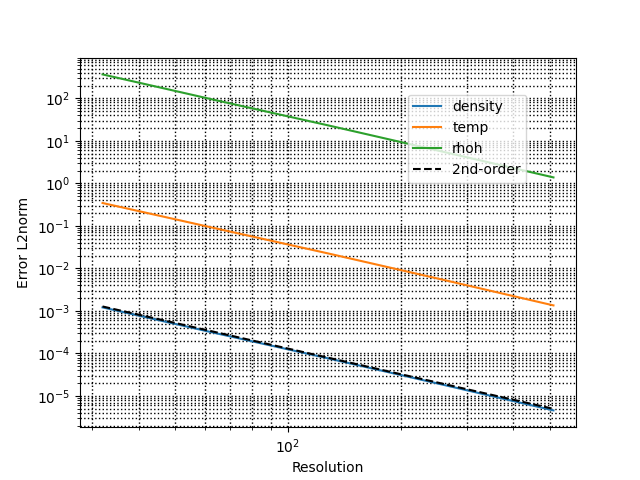 density
temp
rhoh
2nd-order
Error L2norm
10²
10¹
10⁰
10⁻¹
10⁻²
10⁻³
10⁻⁴
10⁻⁵
10²
Resolution